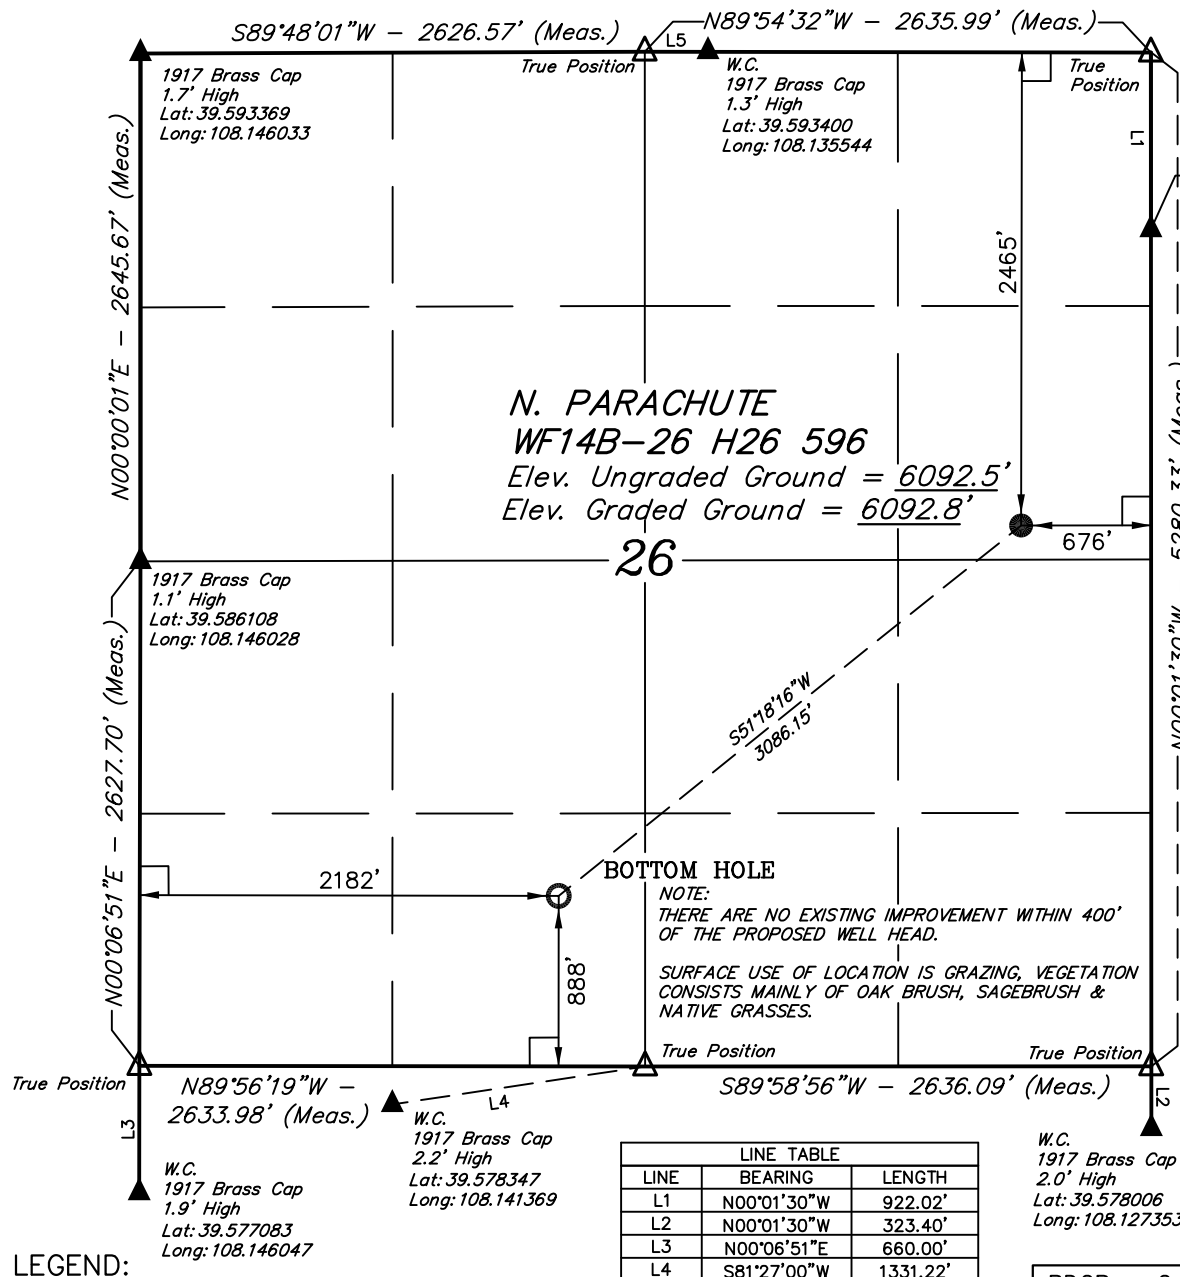 S89°48'01"W - 2626.57' (Meas.)
N89°54'32"W - 2635.99' (Meas.)
L5
True Position
W.C.
1917 Brass Cap
1.3' High
Lat: 39.593400
Long: 108.135544
True
Position
1917 Brass Cap
1.7' High
Lat: 39.593369
Long: 108.146033
L1
N00°00'01"E - 2645.67' (Meas.)
2465'
N. PARACHUTE
WF14B-26 H26 596
Elev. Ungraded Ground = 6092.5'
Elev. Graded Ground = 6092.8'
676'
26
1917 Brass Cap
1.1' High
Lat: 39.586108
Long: 108.146028
N00°06'51"E - 2627.70' (Meas.)
S51°18'16"W
3086.15'
2182'
BOTTOM HOLE
888'
NOTE:
THERE ARE NO EXISTING IMPROVEMENT WITHIN 400'
OF THE PROPOSED WELL HEAD.
SURFACE USE OF LOCATION IS GRAZING, VEGETATION
CONSISTS MAINLY OF OAK BRUSH, SAGEBRUSH &
NATIVE GRASSES.
True Position
True Position
True Position
N89°56'19"W -
2633.98' (Meas.)
S89°58'56"W - 2636.09' (Meas.)
L4
L3
L2
W.C.
1917 Brass Cap
2.2' High
Lat: 39.578347
Long: 108.141369
W.C.
1917 Brass Cap
1.9' High
Lat: 39.577083
Long: 108.146047
W.C.
1917 Brass Cap
2.0' High
Lat: 39.578006
Long: 108.127353
LINE TABLE
LINE BEARING LENGTH
L1 N00°01'30"W 922.02'
L2 N00°01'30"W 323.40'
L3 N00°06'51"E 660.00'
L4 S81°27'00"W 1331.22'
LEGEND: